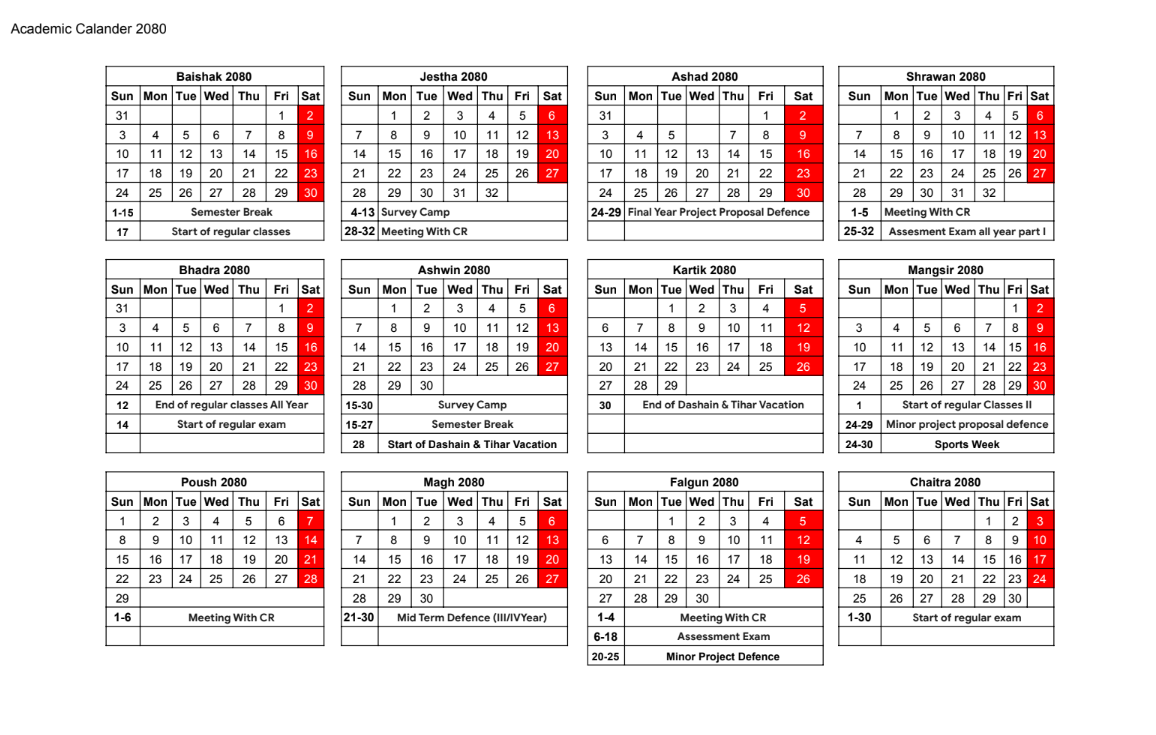 Academic Calander 2080
Baishak 2080
Sun Mon Tue Wed Thu Fri Sat
31 1 2
3 4 5 6 7 8 9
10 11 12 13 14 15 16
17 18 19 20 21 22 23
24 25 26 27 28 29 30
1-15 Semester Break
17 Start of regular classes
Jestha 2080
Sun Mon Tue Wed Thu Fri Sat
1 2 3 4 5 6
7 8 9 10 11 12 13
14 15 16 17 18 19 20
21 22 23 24 25 26 27
28 29 30 31 32
4-13 Survey Camp
28-32 Meeting With CR
Ashad 2080
Sun Mon Tue Wed Thu Fri Sat
31 1 2
3 4 5 7 8 9
10 11 12 13 14 15 16
17 18 19 20 21 22 23
24 25 26 27 28 29 30
24-29 Final Year Project Proposal Defence
Shrawan 2080
Sun Mon Tue Wed Thu Fri Sat
1 2 3 4 5 6
7 8 9 10 11 12 13
14 15 16 17 18 19 20
21 22 23 24 25 26 27
28 29 30 31 32
1-5 Meeting With CR
25-32 Assesment Exam all year part I
Bhadra 2080
Sun Mon Tue Wed Thu Fri Sat
31 1 2
3 4 5 6 7 8 9
10 11 12 13 14 15 16
17 18 19 20 21 22 23
24 25 26 27 28 29 30
12 End of regular classes All Year
14 Start of regular exam
Ashwin 2080
Sun Mon Tue Wed Thu Fri Sat
1 2 3 4 5 6
7 8 9 10 11 12 13
14 15 16 17 18 19 20
21 22 23 24 25 26 27
28 29 30
15-30 Survey Camp
15-27 Semester Break
28 Start of Dashain & Tihar Vacation
Kartik 2080
Sun Mon Tue Wed Thu Fri Sat
1 2 3 4 5
6 7 8 9 10 11 12
13 14 15 16 17 18 19
20 21 22 23 24 25 26
27 28 29
30 End of Dashain & Tihar Vacation
Mangsir 2080
Sun Mon Tue Wed Thu Fri Sat
1 2
3 4 5 6 7 8 9
10 11 12 13 14 15 16
17 18 19 20 21 22 23
24 25 26 27 28 29 30
1 Start of regular Classes II
24-29 Minor project proposal defence
24-30 Sports Week
Poush 2080
Sun Mon Tue Wed Thu Fri Sat
1 2 3 4 5 6 7
8 9 10 11 12 13 14
15 16 17 18 19 20 21
22 23 24 25 26 27 28
29
1-6 Meeting With CR
Magh 2080
Sun Mon Tue Wed Thu Fri Sat
1 2 3 4 5 6
7 8 9 10 11 12 13
14 15 16 17 18 19 20
21 22 23 24 25 26 27
28 29 30
21-30 Mid Term Defence (III/IVYear)
Falgun 2080
Sun Mon Tue Wed Thu Fri Sat
1 2 3 4 5
6 7 8 9 10 11 12
13 14 15 16 17 18 19
20 21 22 23 24 25 26
27 28 29 30
1-4 Meeting With CR
6-18 Assessment Exam
20-25 Minor Project Defence
Chaitra 2080
Sun Mon Tue Wed Thu Fri Sat
1 2 3
4 5 6 7 8 9 10
11 12 13 14 15 16 17
18 19 20 21 22 23 24
25 26 27 28 29 30
1-30 Start of regular exam